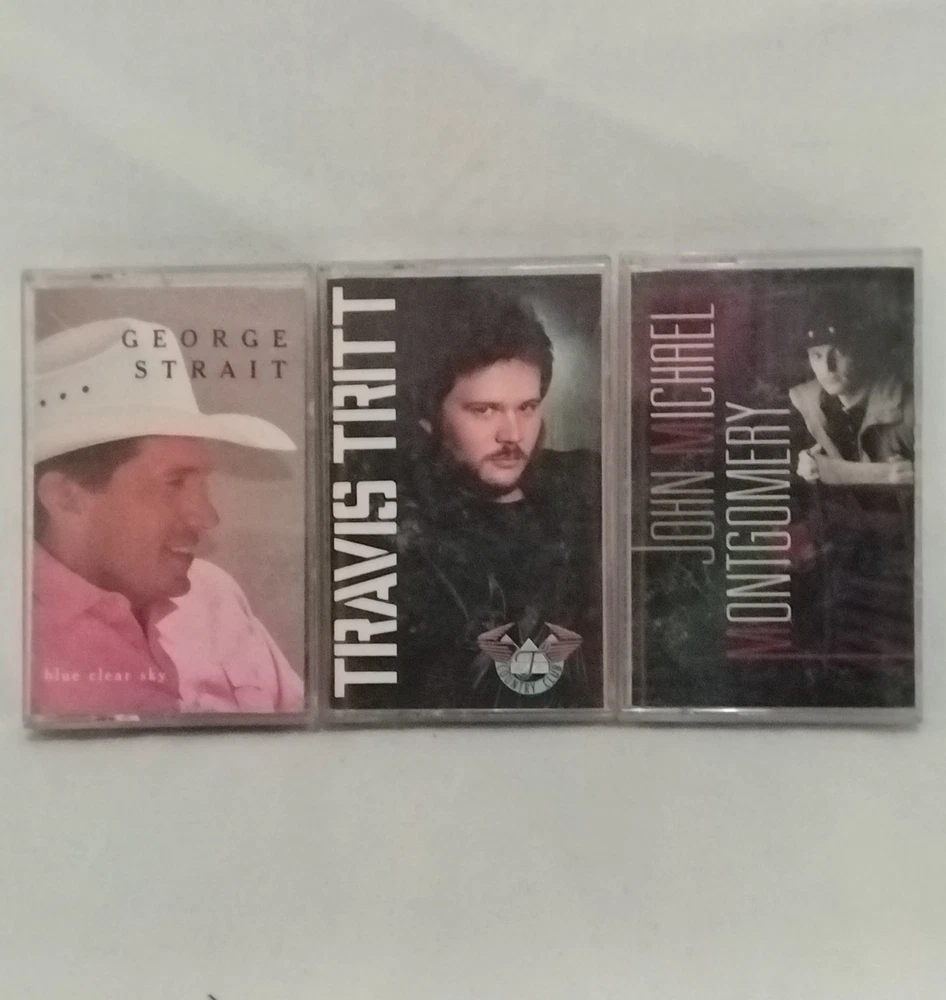 GEORGE
STRAIT
blue clear sky
TRAVIS TRITT
COUNTRY CLUB
JOHN MICHAEL
MONTGOMERY